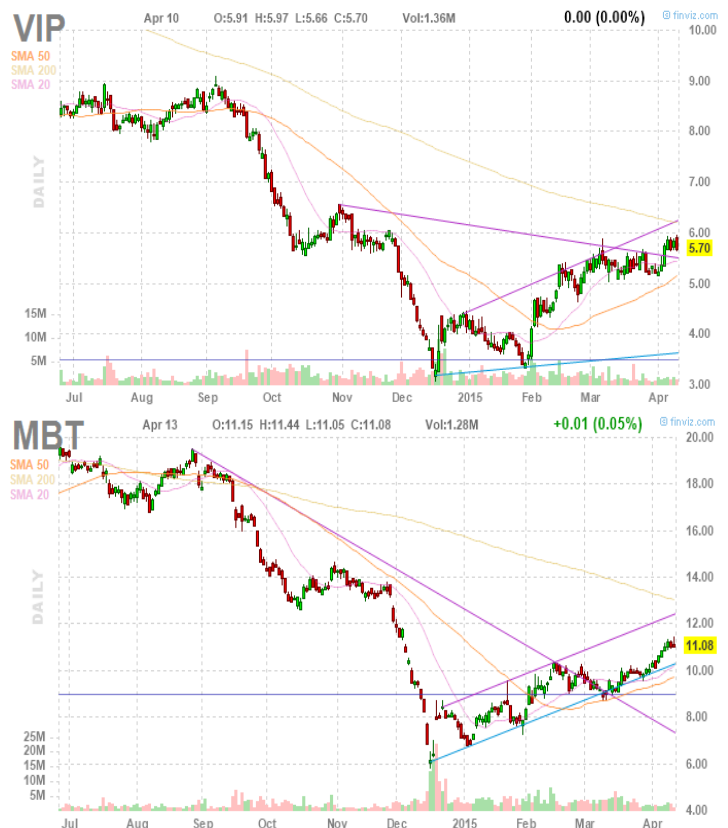 VIP Apr 10 O:5.91 H:5.97 L:5.66 C:5.70 Vol:1.36M 0.00 (0.00%) © finviz.com
SMA 50
SMA 200
SMA 20
DAILY
10.00
9.00
8.00
7.00
6.00
5.70
5.00
4.00
3.00
15M
10M
5M
Jul Aug Sep Oct Nov Dec 2015 Feb Mar Apr
MBT Apr 13 O:11.15 H:11.44 L:11.05 C:11.08 Vol:1.28M +0.01 (0.05%) © finviz.com
SMA 50
SMA 200
SMA 20
DAILY
20.00
18.00
16.00
14.00
12.00
11.08
10.00
8.00
6.00
4.00
25M
20M
15M
10M
5M
Jul Aug Sep Oct Nov Dec 2015 Feb Mar Apr